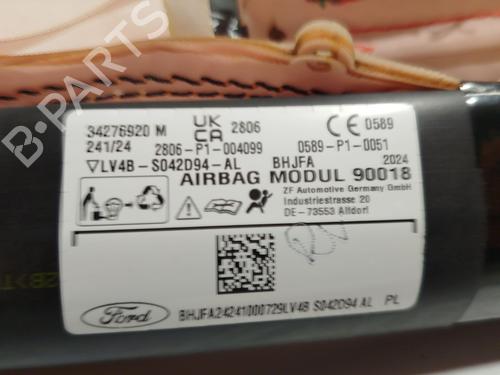 34276920 M
UK CA
2806
CE 0589
241/24
2806-P1-004099
0589-P1-0051
▽LV4B-S042D94-AL
BHJFA
2024
AIRBAG MODUL 90018
ZF Automotive Germany GmbH
Industriestrasse 20
DE-73553 Alfdorf
Ford
BHJFA24241000729LV4B S042D94 AL PL